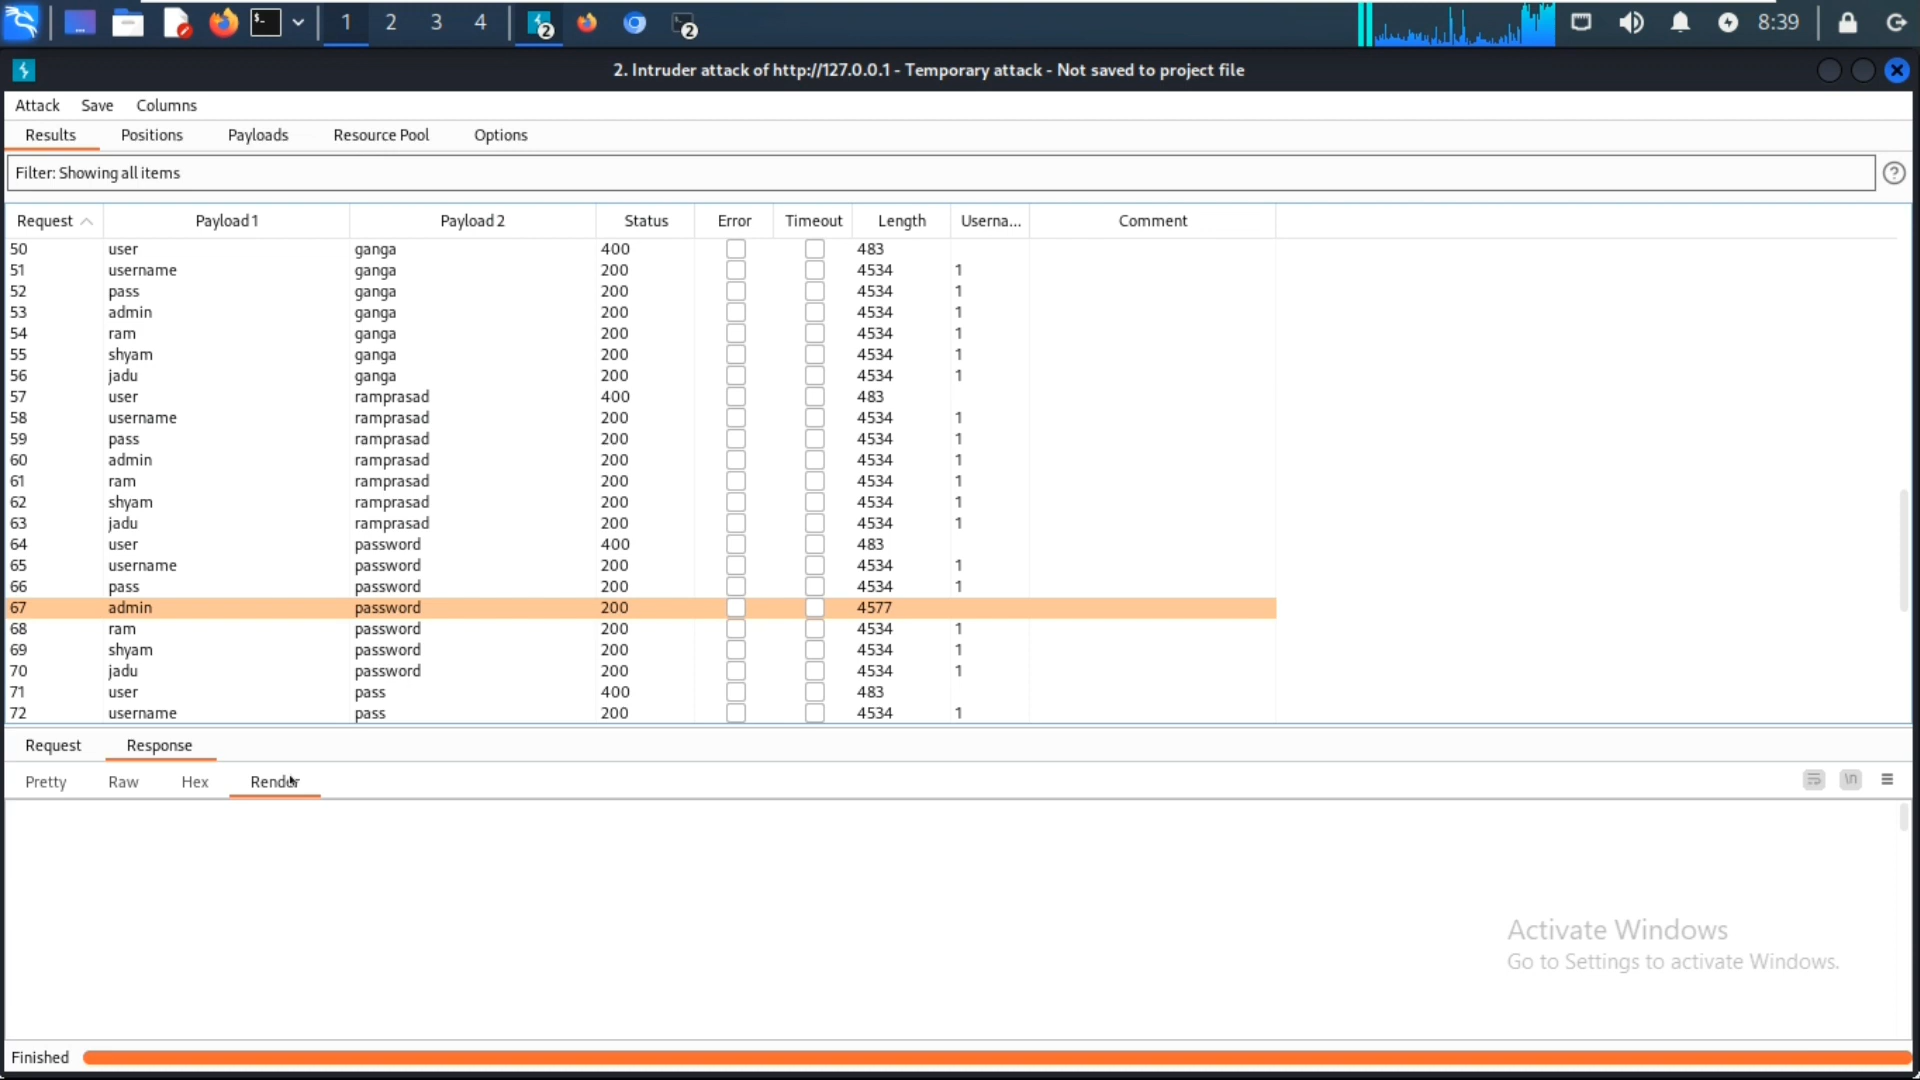 1 2 3 4 2 2 8:39
2. Intruder attack of http://127.0.0.1 - Temporary attack - Not saved to project file
Attack Save Columns
Results Positions Payloads Resource Pool Options
Filter: Showing all items
Request Payload 1 Payload 2 Status Error Timeout Length Userna... Comment
50 user ganga 400 483
51 username ganga 200 4534 1
52 pass ganga 200 4534 1
53 admin ganga 200 4534 1
54 ram ganga 200 4534 1
55 shyam ganga 200 4534 1
56 jadu ganga 200 4534 1
57 user ramprasad 400 483
58 username ramprasad 200 4534 1
59 pass ramprasad 200 4534 1
60 admin ramprasad 200 4534 1
61 ram ramprasad 200 4534 1
62 shyam ramprasad 200 4534 1
63 jadu ramprasad 200 4534 1
64 user password 400 483
65 username password 200 4534 1
66 pass password 200 4534 1
67 admin password 200 4577
68 ram password 200 4534 1
69 shyam password 200 4534 1
70 jadu password 200 4534 1
71 user pass 400 483
72 username pass 200 4534 1
Request Response
Pretty Raw Hex Render \n
Activate Windows
Go to Settings to activate Windows.
Finished